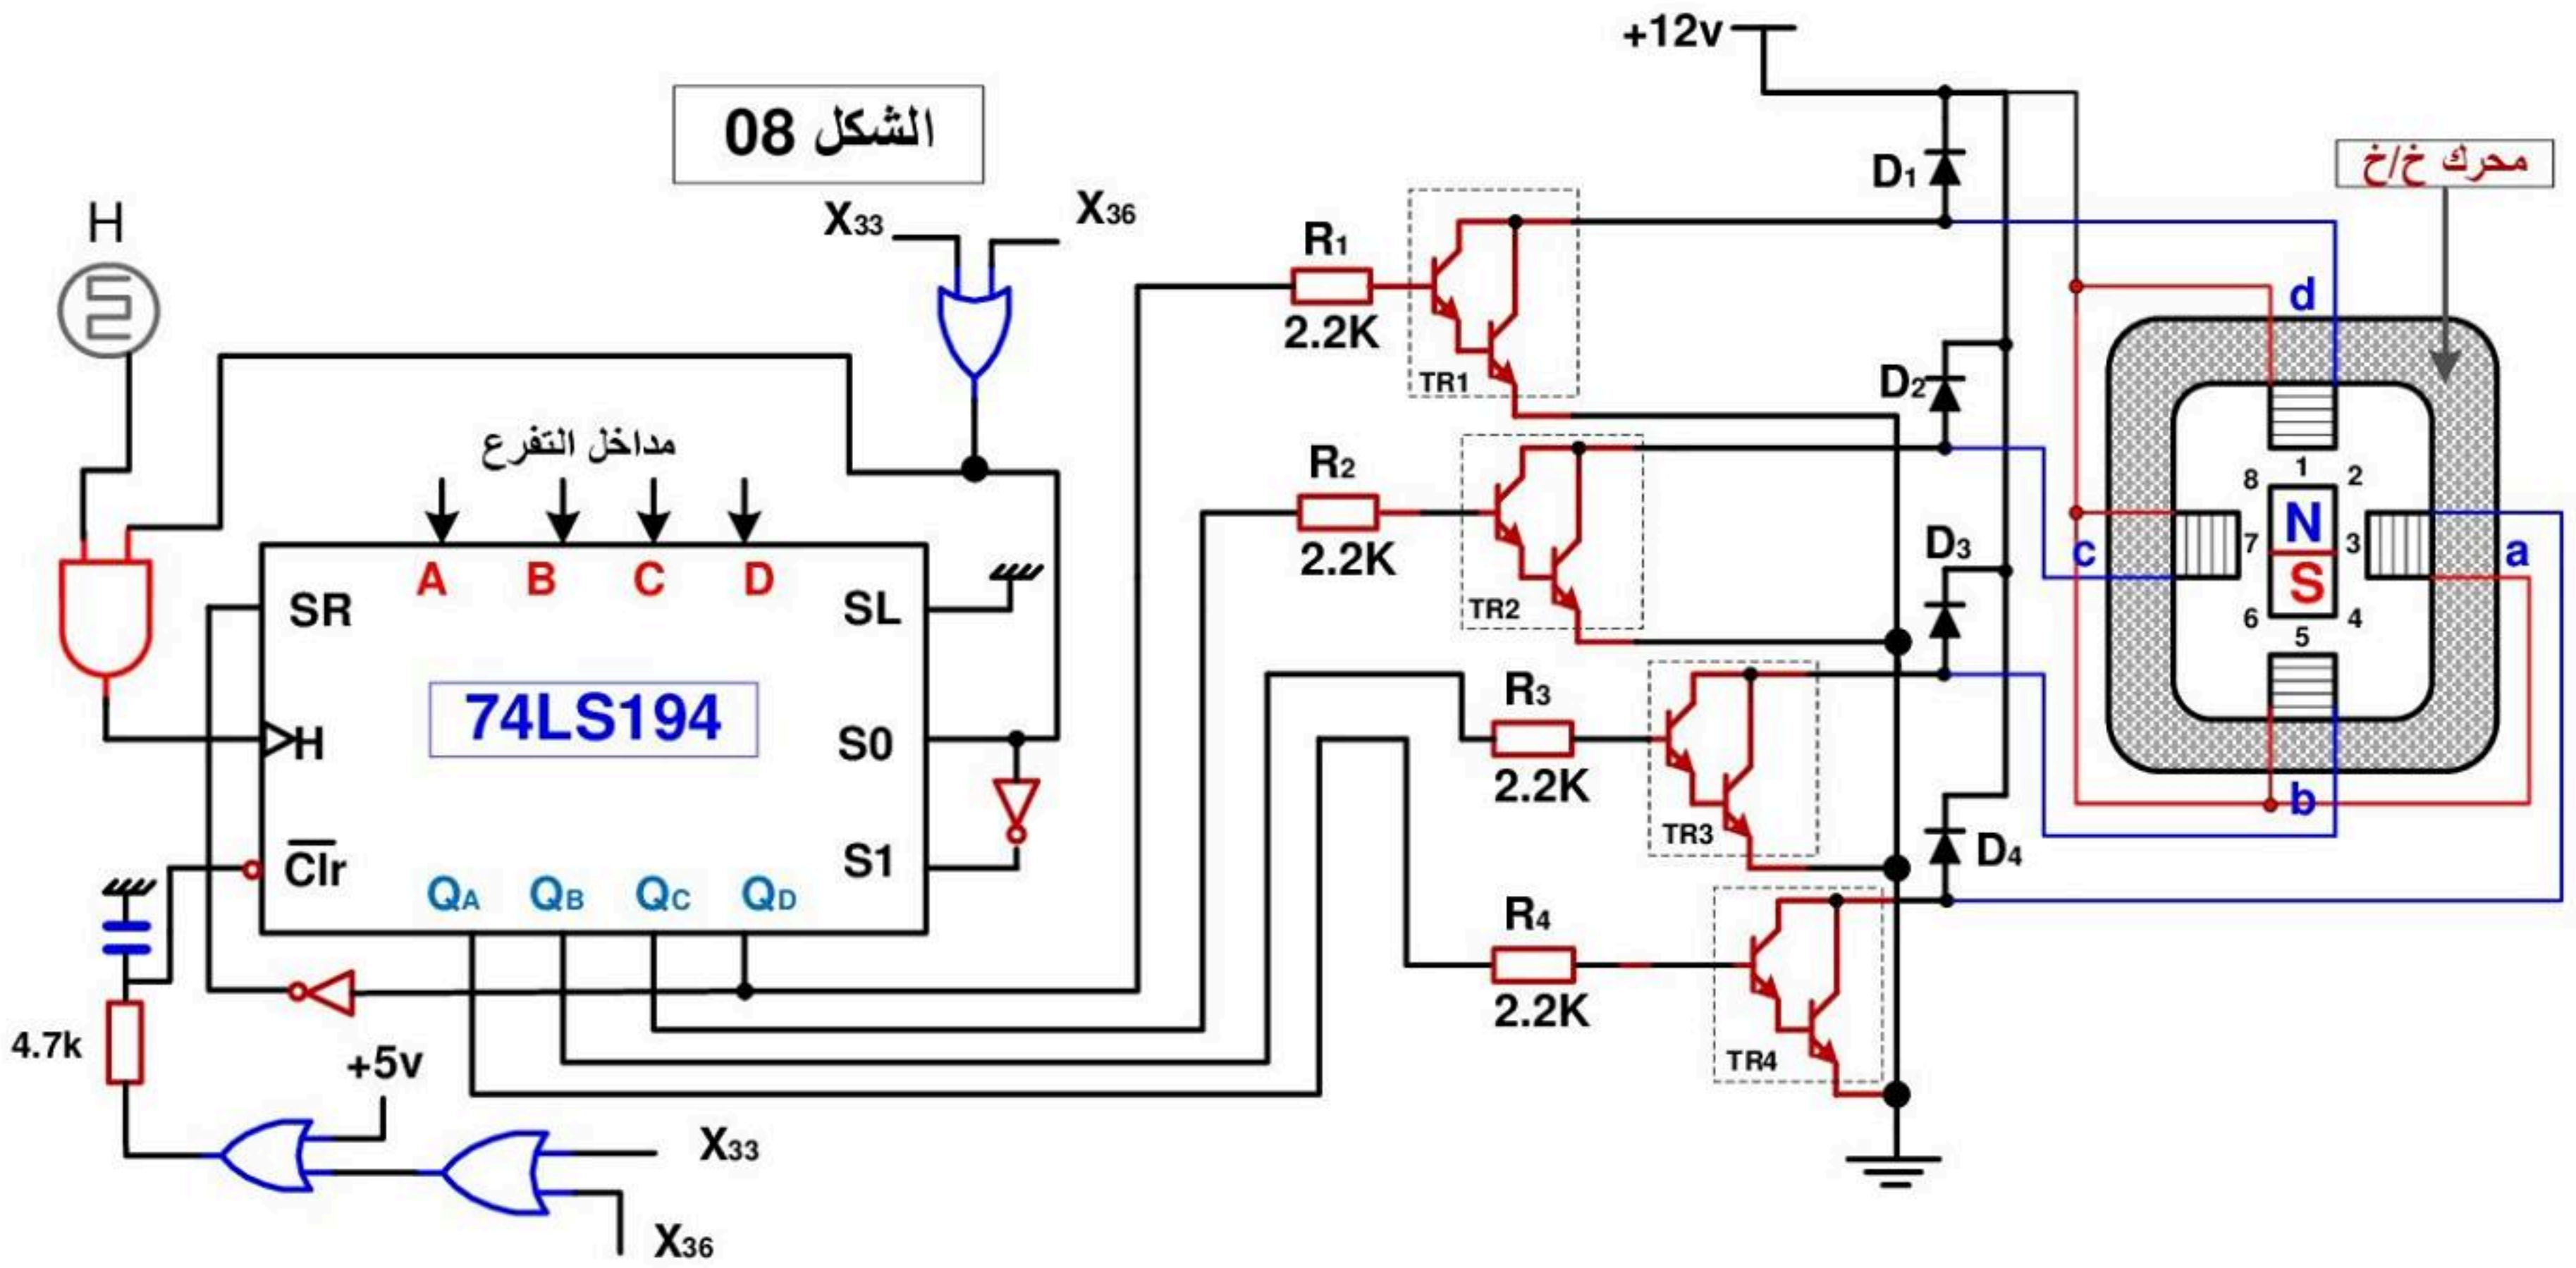 +12v
الشكل 08
محرك خ/خ
H
X33
X36
D1
R1
2.2K
TR1
d
D2
مداخل التفرع
R2
2.2K
TR2
8
1
2
7
N
3
S
6
5
4
c
a
b
D3
SR
A
B
C
D
SL
74LS194
H
S0
R3
2.2K
TR3
Clr
QA
QB
QC
QD
S1
D4
R4
2.2K
TR4
4.7k
+5v
X33
X36